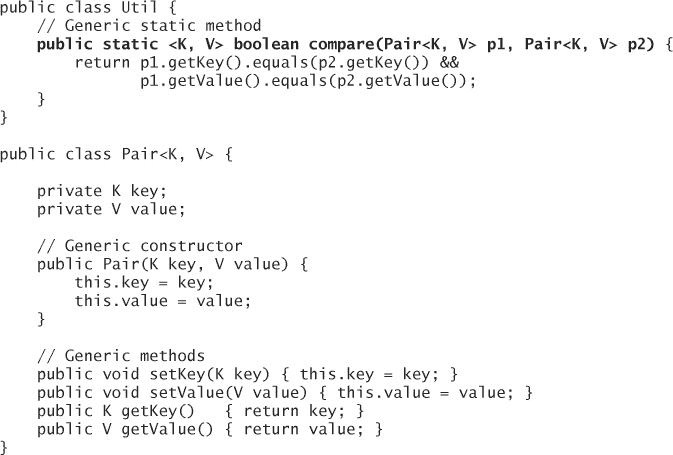 public class Util {
    // Generic static method
    public static <K, V> boolean compare(Pair<K, V> p1, Pair<K, V> p2) {
        return p1.getKey().equals(p2.getKey()) &&
               p1.getValue().equals(p2.getValue());
    }
}

public class Pair<K, V> {

    private K key;
    private V value;

    // Generic constructor
    public Pair(K key, V value) {
        this.key = key;
        this.value = value;
    }

    // Generic methods
    public void setKey(K key) { this.key = key; }
    public void setValue(V value) { this.value = value; }
    public K getKey()   { return key; }
    public V getValue() { return value; }
}